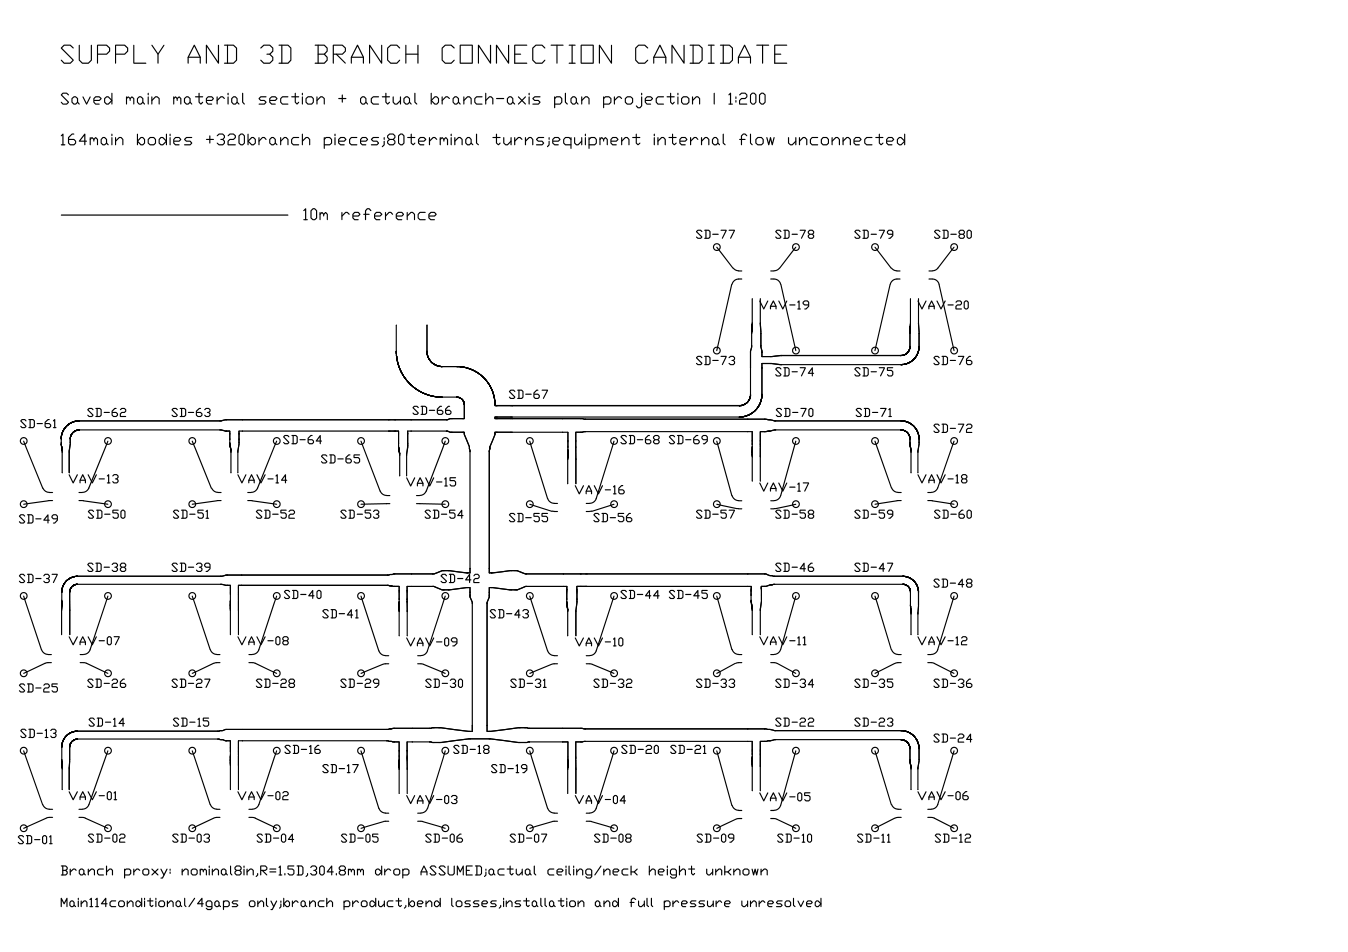 SUPPLY AND 3D BRANCH CONNECTION CANDIDATE
Saved main material section + actual branch-axis plan projection | 1:200
164main bodies +320branch pieces;80terminal turns;equipment internal flow unconnected
10m reference
SD-77 SD-78 SD-79 SD-80
VAV-19 VAV-20
SD-73 SD-76
SD-74 SD-75
SD-67
SD-62 SD-63 SD-66 SD-70 SD-71
SD-61 SD-72
SD-64 SD-68 SD-69
SD-65
VAV-13 VAV-14 VAV-15 VAV-16 VAV-17 VAV-18
SD-49 SD-50 SD-51 SD-52 SD-53 SD-54 SD-55 SD-56 SD-57 SD-58 SD-59 SD-60
SD-38 SD-39 SD-46 SD-47
SD-37 SD-42 SD-48
SD-40 SD-44 SD-45
SD-41 SD-43
VAV-07 VAV-08 VAV-09 VAV-10 VAV-11 VAV-12
SD-25 SD-26 SD-27 SD-28 SD-29 SD-30 SD-31 SD-32 SD-33 SD-34 SD-35 SD-36
SD-14 SD-15 SD-22 SD-23
SD-13 SD-24
SD-16 SD-18 SD-20 SD-21
SD-17 SD-19
VAV-01 VAV-02 VAV-03 VAV-04 VAV-05 VAV-06
SD-01 SD-02 SD-03 SD-04 SD-05 SD-06 SD-07 SD-08 SD-09 SD-10 SD-11 SD-12
Branch proxy: nominal8in,R=1.5D,304.8mm drop ASSUMED;actual ceiling/neck height unknown
Main114conditional/4gaps only;branch product,bend losses,installation and full pressure unresolved